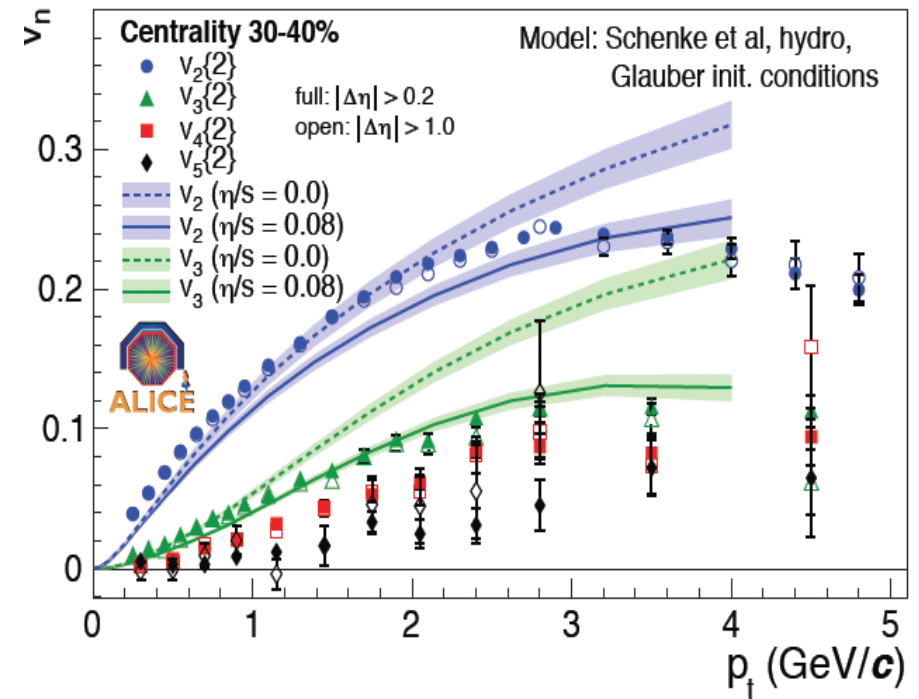 vₙ
Centrality 30-40%
v₂{2}
v₃{2}
v₄{2}
v₅{2}
full: |Δη| > 0.2
open: |Δη| > 1.0
v₂ (η/s = 0.0)
v₂ (η/s = 0.08)
v₃ (η/s = 0.0)
v₃ (η/s = 0.08)
Model: Schenke et al, hydro,
Glauber init. conditions
ALICE
0.3
0.2
0.1
0
0 1 2 3 4 5
pₜ (GeV/c)